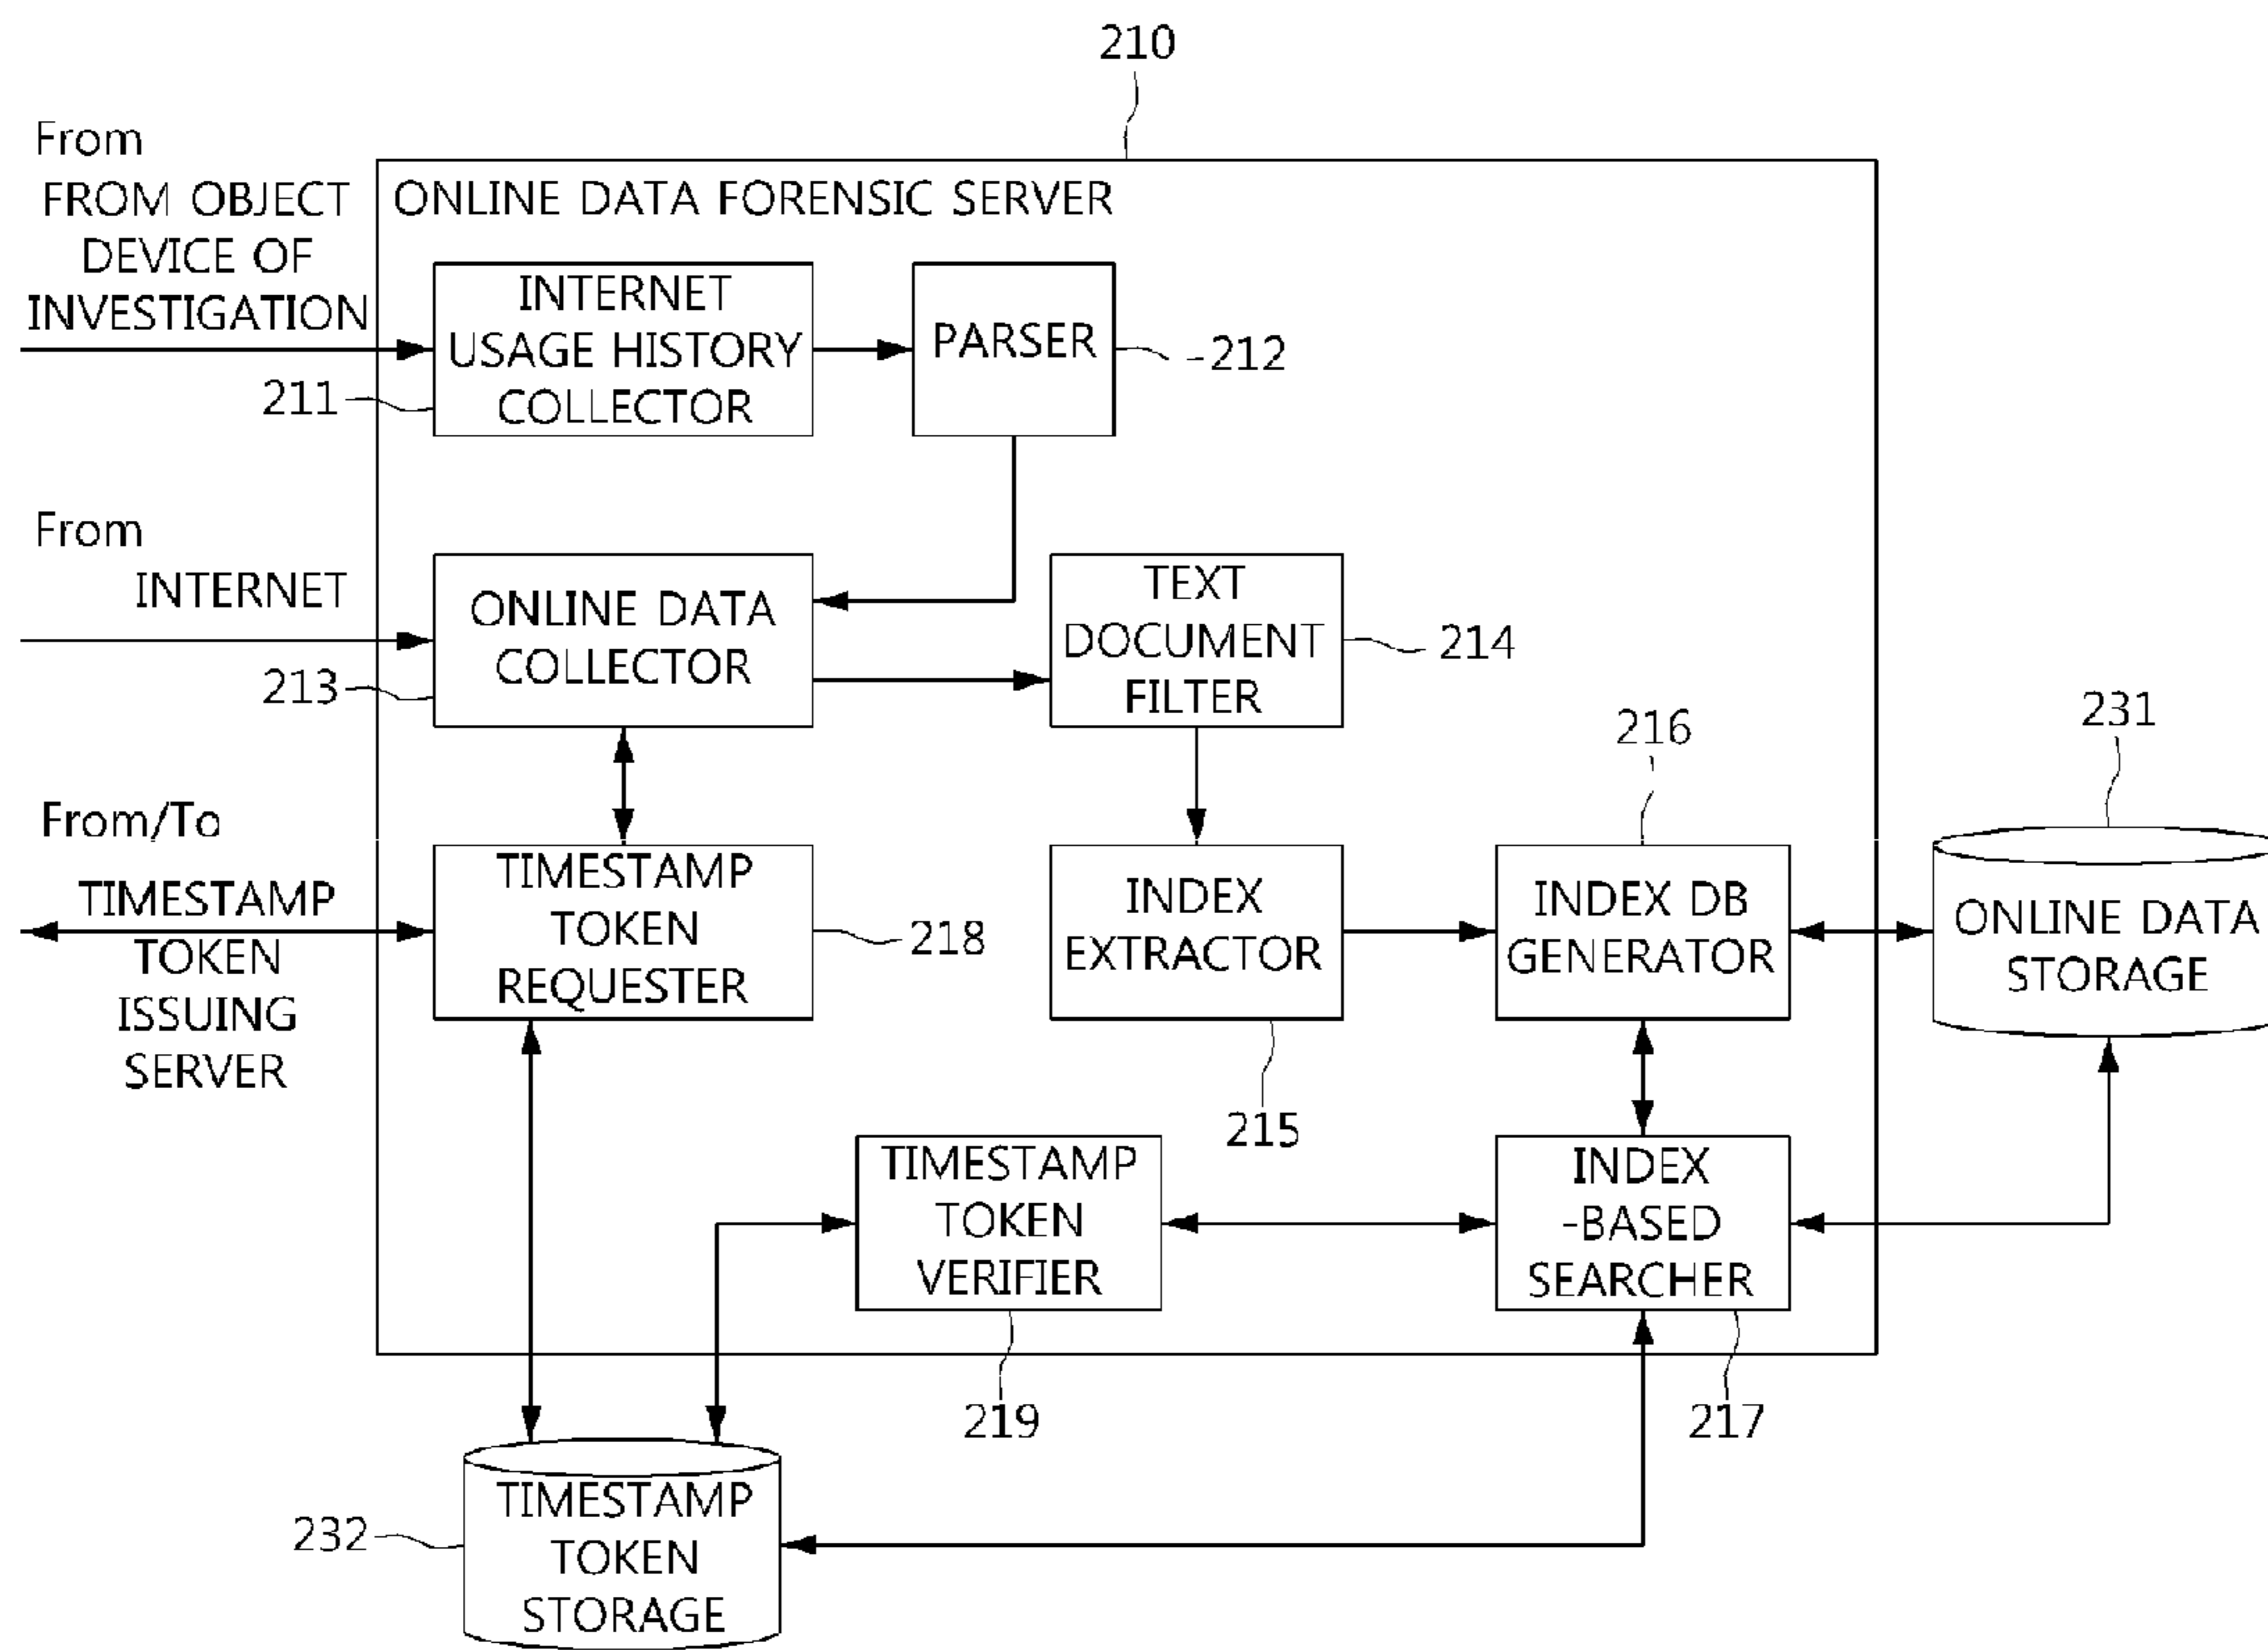 210
From
FROM OBJECT
DEVICE OF
INVESTIGATION
ONLINE DATA FORENSIC SERVER
INTERNET
USAGE HISTORY
COLLECTOR
211
PARSER
212
From
INTERNET
ONLINE DATA
COLLECTOR
213
TEXT
DOCUMENT
FILTER
214
216
231
From/To
TIMESTAMP
TOKEN
ISSUING
SERVER
TIMESTAMP
TOKEN
REQUESTER
218
INDEX
EXTRACTOR
215
INDEX DB
GENERATOR
ONLINE DATA
STORAGE
TIMESTAMP
TOKEN
VERIFIER
219
INDEX
-BASED
SEARCHER
217
232
TIMESTAMP
TOKEN
STORAGE